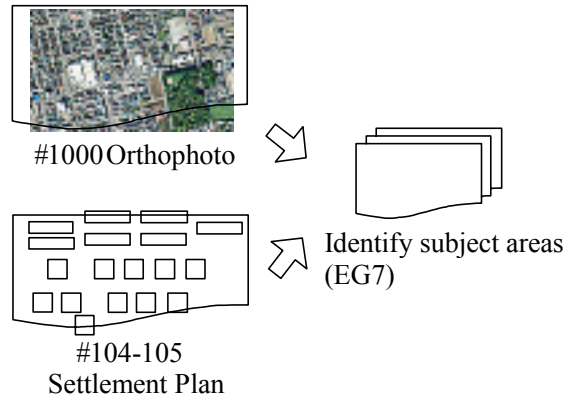 #1000 Orthophoto
Identify subject areas
(EG7)
#104-105
Settlement Plan